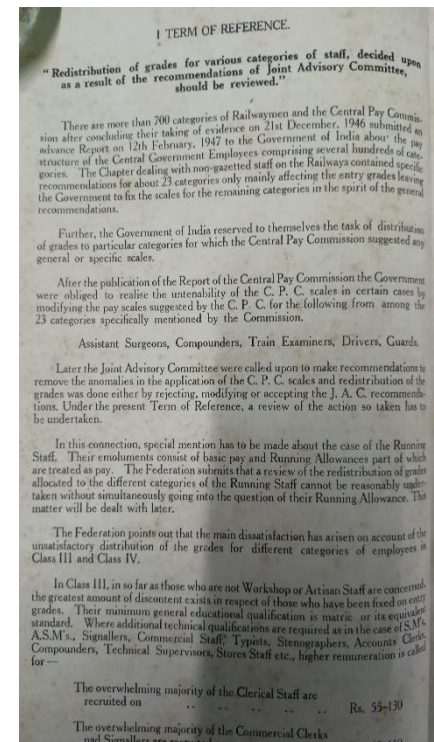 I TERM OF REFERENCE.
"Redistribution of grades for various categories of staff, decided upon
as a result of the recommendations of Joint Advisory Committee,
should be reviewed."
There are more than 700 categories of Railwaymen and the Central Pay Commis-
sion after concluding their taking of evidence on 21st December, 1946 submitted an
advance Report on 12th February, 1947 to the Government of India about the pay
structure of the Central Government Employees comprising several hundreds of cate-
gories. The Chapter dealing with non-gazetted staff on the Railways contained specific
recommendations for about 23 categories only mainly affecting the entry grades leaving
the Government to fix the scales for the remaining categories in the spirit of the general
recommendations.
Further, the Government of India reserved to themselves the task of distribution
of grades to particular categories for which the Central Pay Commission suggested any
general or specific scales.
After the publication of the Report of the Central Pay Commission the Government
were obliged to realise the untenability of the C. P. C. scales in certain cases by
modifying the pay scales suggested by the C. P. C. for the following from among the
23 categories specifically mentioned by the Commission.
Assistant Surgeons, Compounders, Train Examiners, Drivers, Guards.
Later the Joint Advisory Committee were called upon to make recommendations to
remove the anomalies in the application of the C. P. C. scales and redistribution of the
grades was done either by rejecting, modifying or accepting the J. A. C. recommenda-
tions. Under the present Term of Reference, a review of the action so taken has to
be undertaken.
In this connection, special mention has to be made about the case of the Running
Staff. Their emoluments consist of basic pay and Running Allowances part of which
are treated as pay. The Federation submits that a review of the redistribution of grades
allocated to the different categories of the Running Staff cannot be reasonably under-
taken without simultaneously going into the question of their Running Allowance. This
matter will be dealt with later.
The Federation points out that the main dissatisfaction has arisen on account of the
unsatisfactory distribution of the grades for different categories of employees in
Class III and Class IV.
In Class III, in so far as those who are not Workshop or Artisan Staff are concerned,
the greatest amount of discontent exists in respect of those who have been fixed on entry
grades. Their minimum general educational qualification is matric or its equivalent
standard. Where additional technical qualifications are required as in the case of S.M's,
A.S.M's., Signallers, Commercial Staff, Typists, Stenographers, Accounts Clerks,
Compounders, Technical Supervisors, Stores Staff etc., higher remuneration is called
for—
The overwhelming majority of the Clerical Staff are
recruited on .. .. .. .. .. Rs. 55–130
The overwhelming majority of the Commercial Clerks
and Signallers are